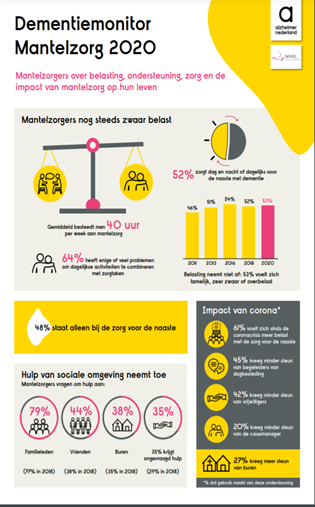 Dementiemonitor
Mantelzorg 2020
alzheimer
nederland
NIVEL
Mantelzorgers over belasting, ondersteuning, zorg en de
impact van mantelzorg op hun leven
Mantelzorgers nog steeds zwaar belast
52% zorgt dag en nacht of dagelijks voor
de naaste met dementie
Gemiddeld besteedt men 40 uur
per week aan mantelzorg
64% heeft enige of veel problemen
om dagelijkse activiteiten te combineren
met zorgtaken
46% 51% 54% 52% 53%
2011 2013 2016 2018 2020
Belasting neemt niet af: 53% voelt zich
tamelijk, zeer zwaar of overbelast
48% staat alleen bij de zorg voor de naaste
Hulp van sociale omgeving neemt toe
Mantelzorgers vragen om hulp aan:
79% 44% 38% 35%
Familieleden Vrienden Buren 35% krijgt
ongevraagd hulp
(77% in 2018) (38% in 2018) (35% in 2018) (29% in 2018)
Impact van corona*
61% voelt zich sinds de
coronacrisis meer belast
met de zorg voor de naaste
45% kreeg minder steun
van begeleiders van
dagbesteding
42% kreeg minder steun
van vrijwilligers
20% kreeg minder steun
van de casemanager
27% kreeg meer steun
van buren
*% dat gebruik maakt van deze ondersteuning